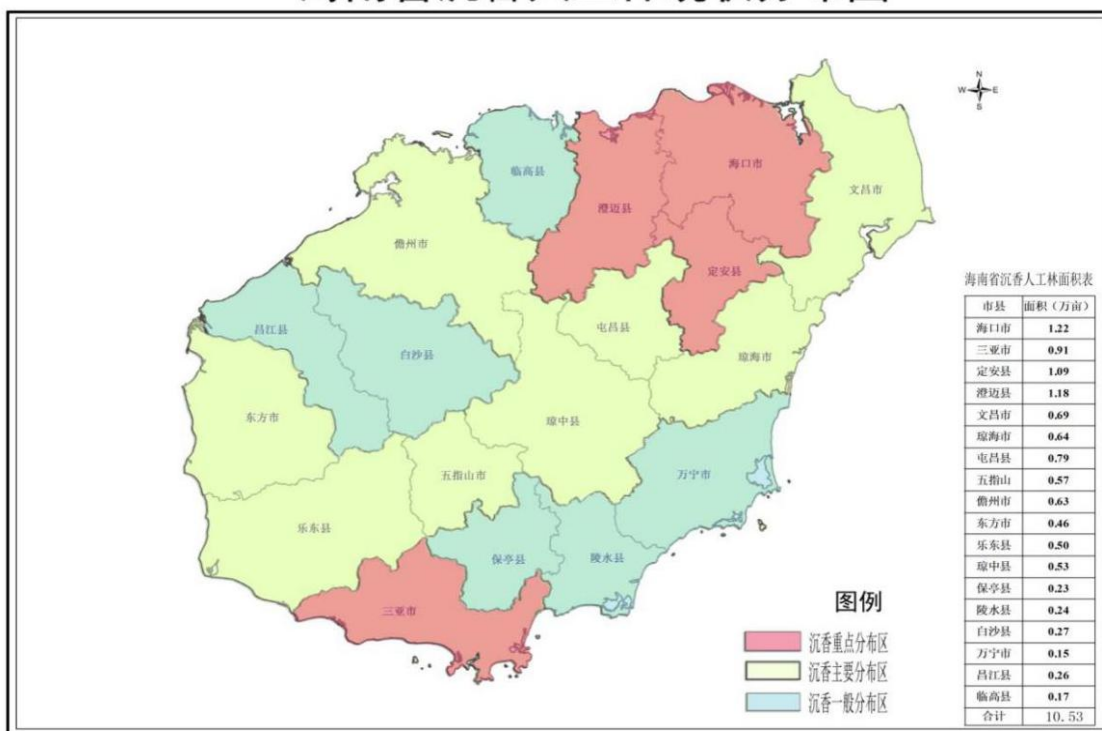 N
W E
S
海口市
临高县
文昌市
澄迈县
儋州市
定安县
屯昌县
昌江县
白沙县
琼海市
东方市
琼中县
五指山市
万宁市
乐东县
保亭县
陵水县
三亚市
图例
沉香重点分布区
沉香主要分布区
沉香一般分布区
海南省沉香人工林面积表
市县 面积（万亩）
海口市 1.22
三亚市 0.91
定安县 1.09
澄迈县 1.18
文昌市 0.69
琼海市 0.64
屯昌县 0.79
五指山 0.57
儋州市 0.63
东方市 0.46
乐东县 0.50
琼中县 0.53
保亭县 0.23
陵水县 0.24
白沙县 0.27
万宁市 0.15
昌江县 0.26
临高县 0.17
合计 10.53